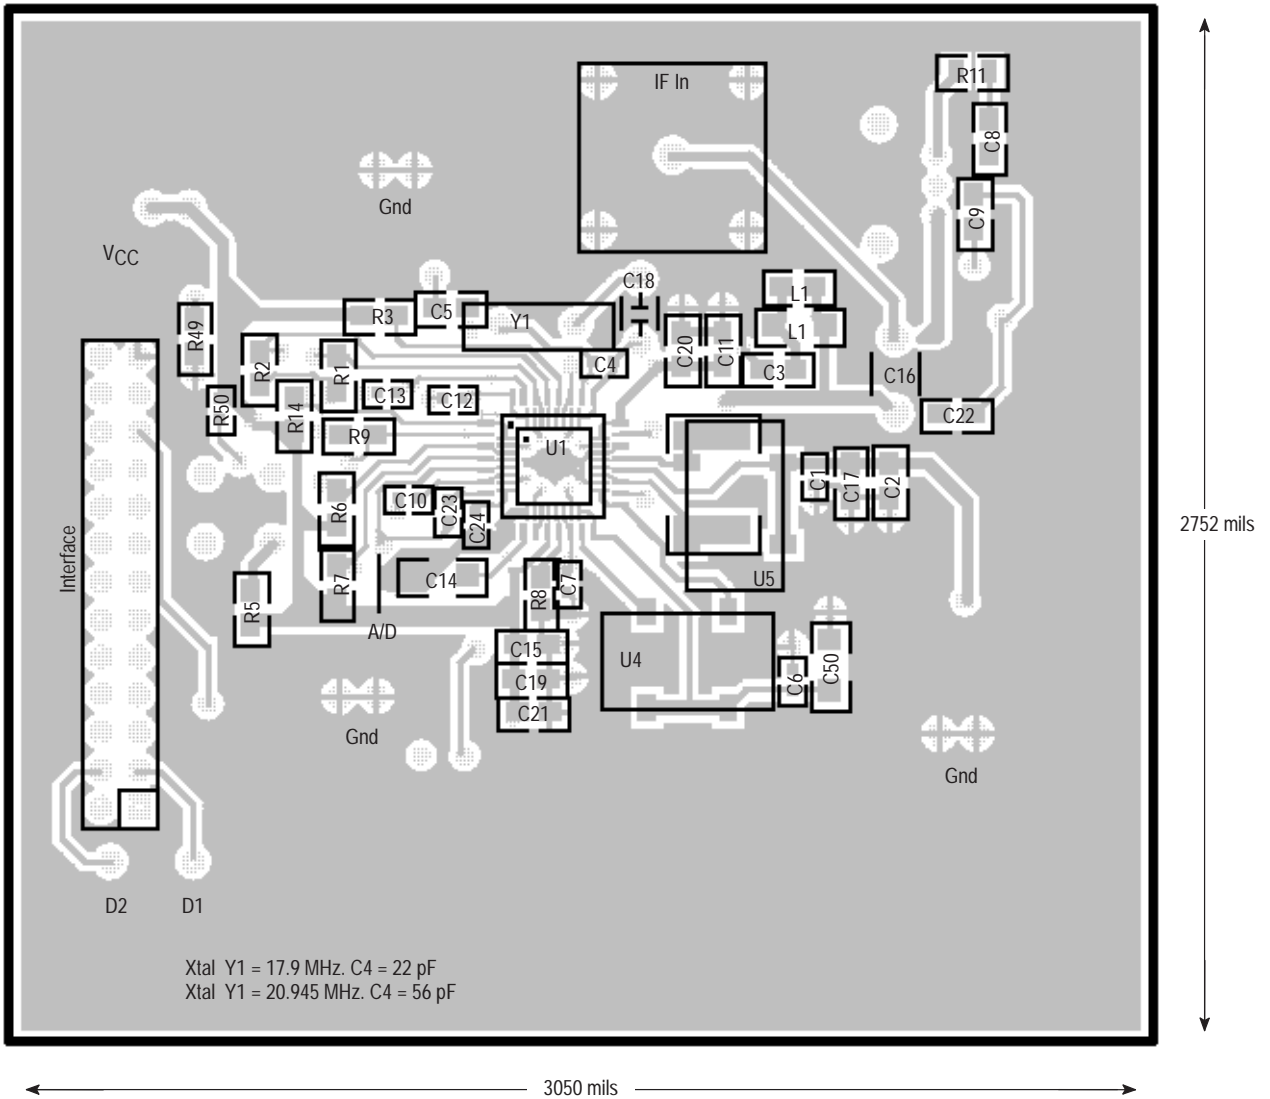 IF In
R11
C8
Gnd
C9
VCC
C18
L1
R3
C5
Y1
L1
R49
C20
C11
C4
R2
R1
C3
C16
C13
C12
R50
R14
C22
R9
U1
C1
C17
C2
C10
C23
C24
R6
2752 mils
Interface
C14
R7
R8
C7
U5
R5
A/D
C15
U4
C50
C19
C6
C21
Gnd
Gnd
D2
D1
Xtal Y1 = 17.9 MHz. C4 = 22 pF
Xtal Y1 = 20.945 MHz. C4 = 56 pF
3050 mils